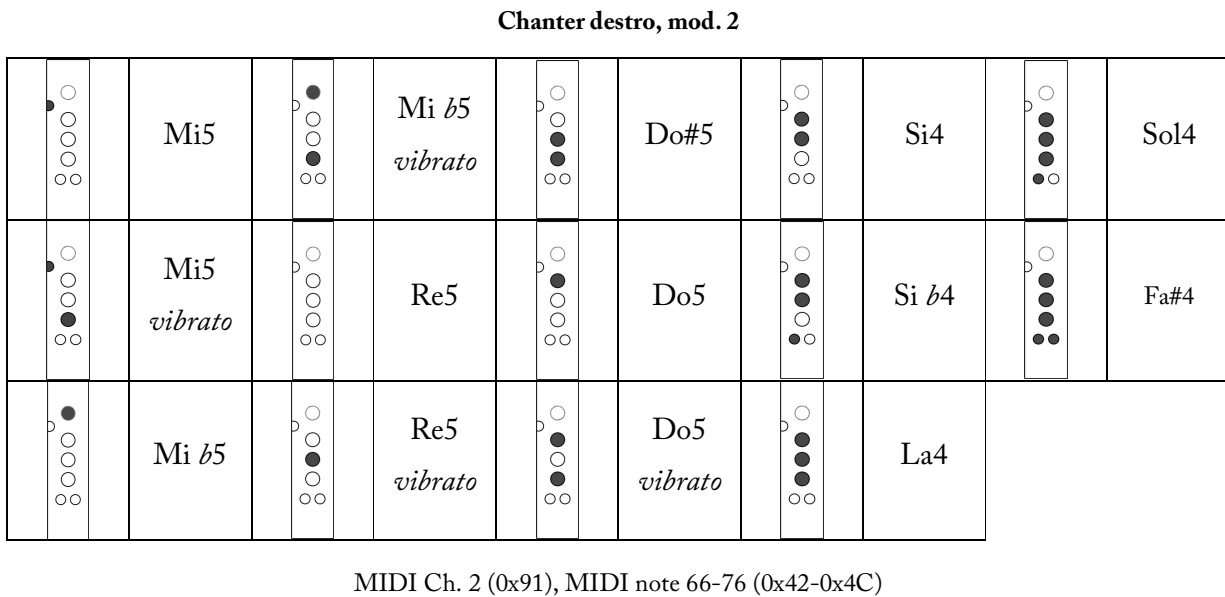 Chanter destro, mod. 2
Mi5
Mi b5
vibrato
Do#5
Si4
Sol4
Mi5
vibrato
Re5
Do5
Si b4
Fa#4
Mi b5
Re5
vibrato
Do5
vibrato
La4
MIDI Ch. 2 (0x91), MIDI note 66-76 (0x42-0x4C)